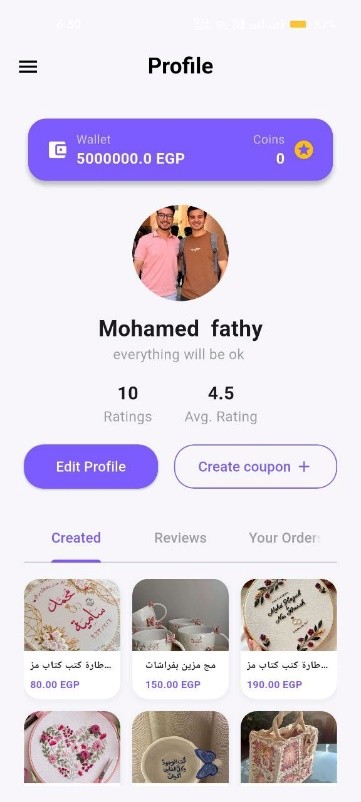 Profile
Wallet
5000000.0 EGP
Coins
0
Mohamed fathy
everything will be ok
10
Ratings
4.5
Avg. Rating
Edit Profile
Create coupon +
Created
Reviews
Your Orders
طارة كتب كتاب مز...
80.00 EGP
مج مزين بفراشات
150.00 EGP
طارة كتب كتاب مز...
190.00 EGP